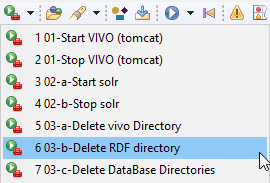 1 01-Start VIVO (tomcat)
2 01-Stop VIVO (tomcat)
3 02-a-Start solr
4 02-b-Stop solr
5 03-a-Delete vivo Directory
6 03-b-Delete RDF directory
7 03-c-Delete DataBase Directories